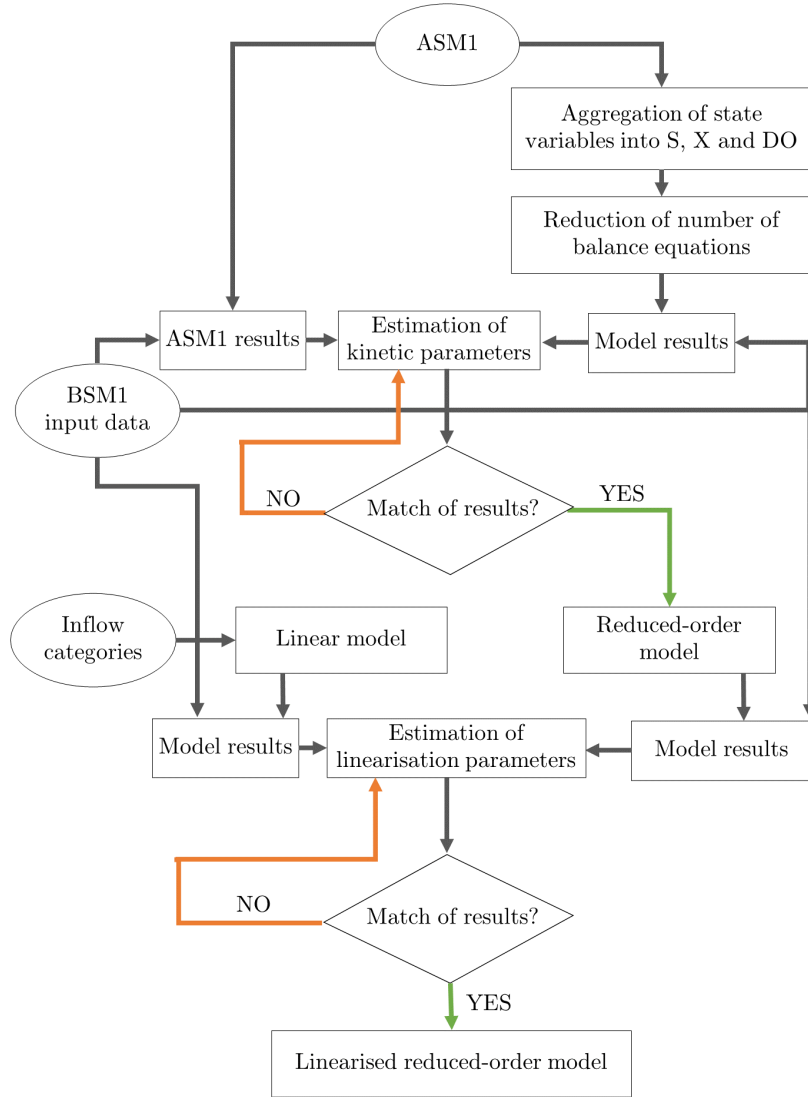 ASM1
Aggregation of state
variables into S, X and DO
Reduction of number of
balance equations
ASM1 results
Estimation of
kinetic parameters
Model results
BSM1
input data
NO
Match of results?
YES
Inflow
categories
Linear model
Reduced-order
model
Model results
Estimation of
linearisation parameters
Model results
NO
Match of results?
YES
Linearised reduced-order model